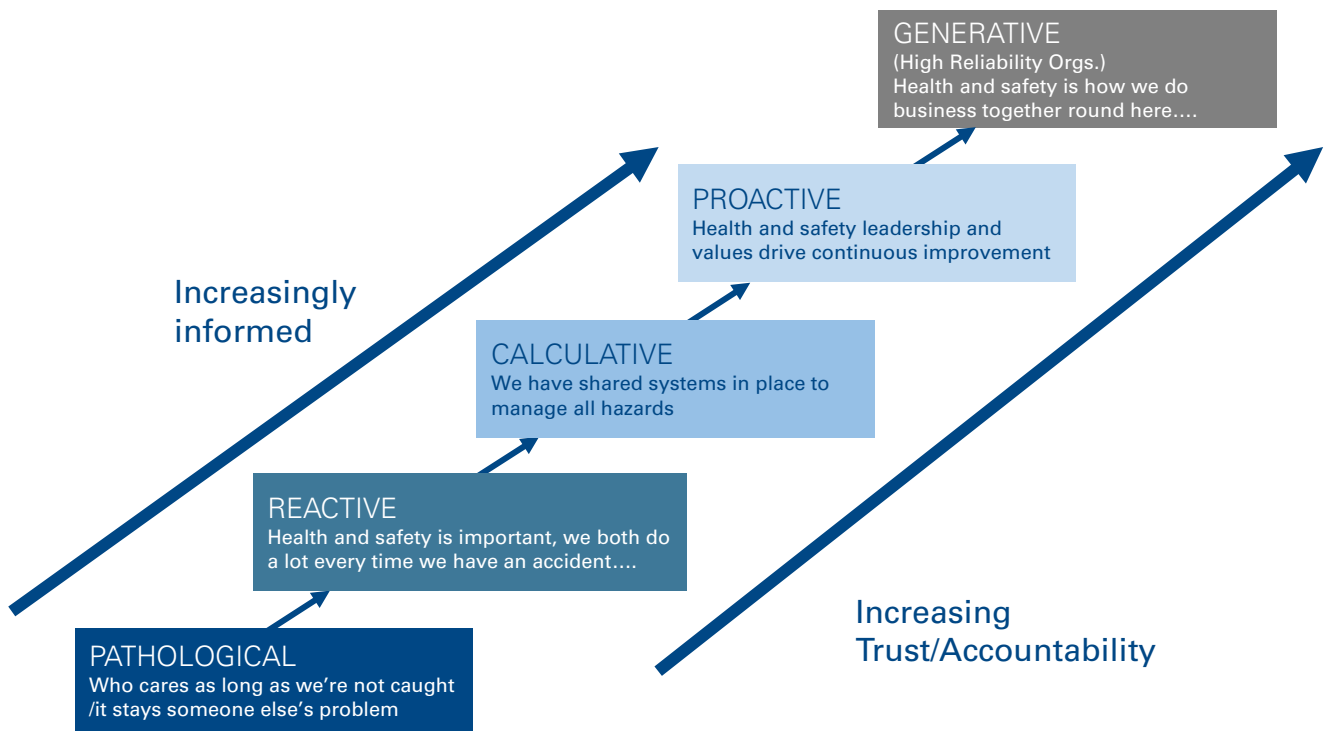 GENERATIVE
(High Reliability Orgs.)
Health and safety is how we do
business together round here....
PROACTIVE
Health and safety leadership and
values drive continuous improvement
Increasingly
informed
CALCULATIVE
We have shared systems in place to
manage all hazards
REACTIVE
Health and safety is important, we both do
a lot every time we have an accident....
Increasing
Trust/Accountability
PATHOLOGICAL
Who cares as long as we’re not caught
/it stays someone else’s problem